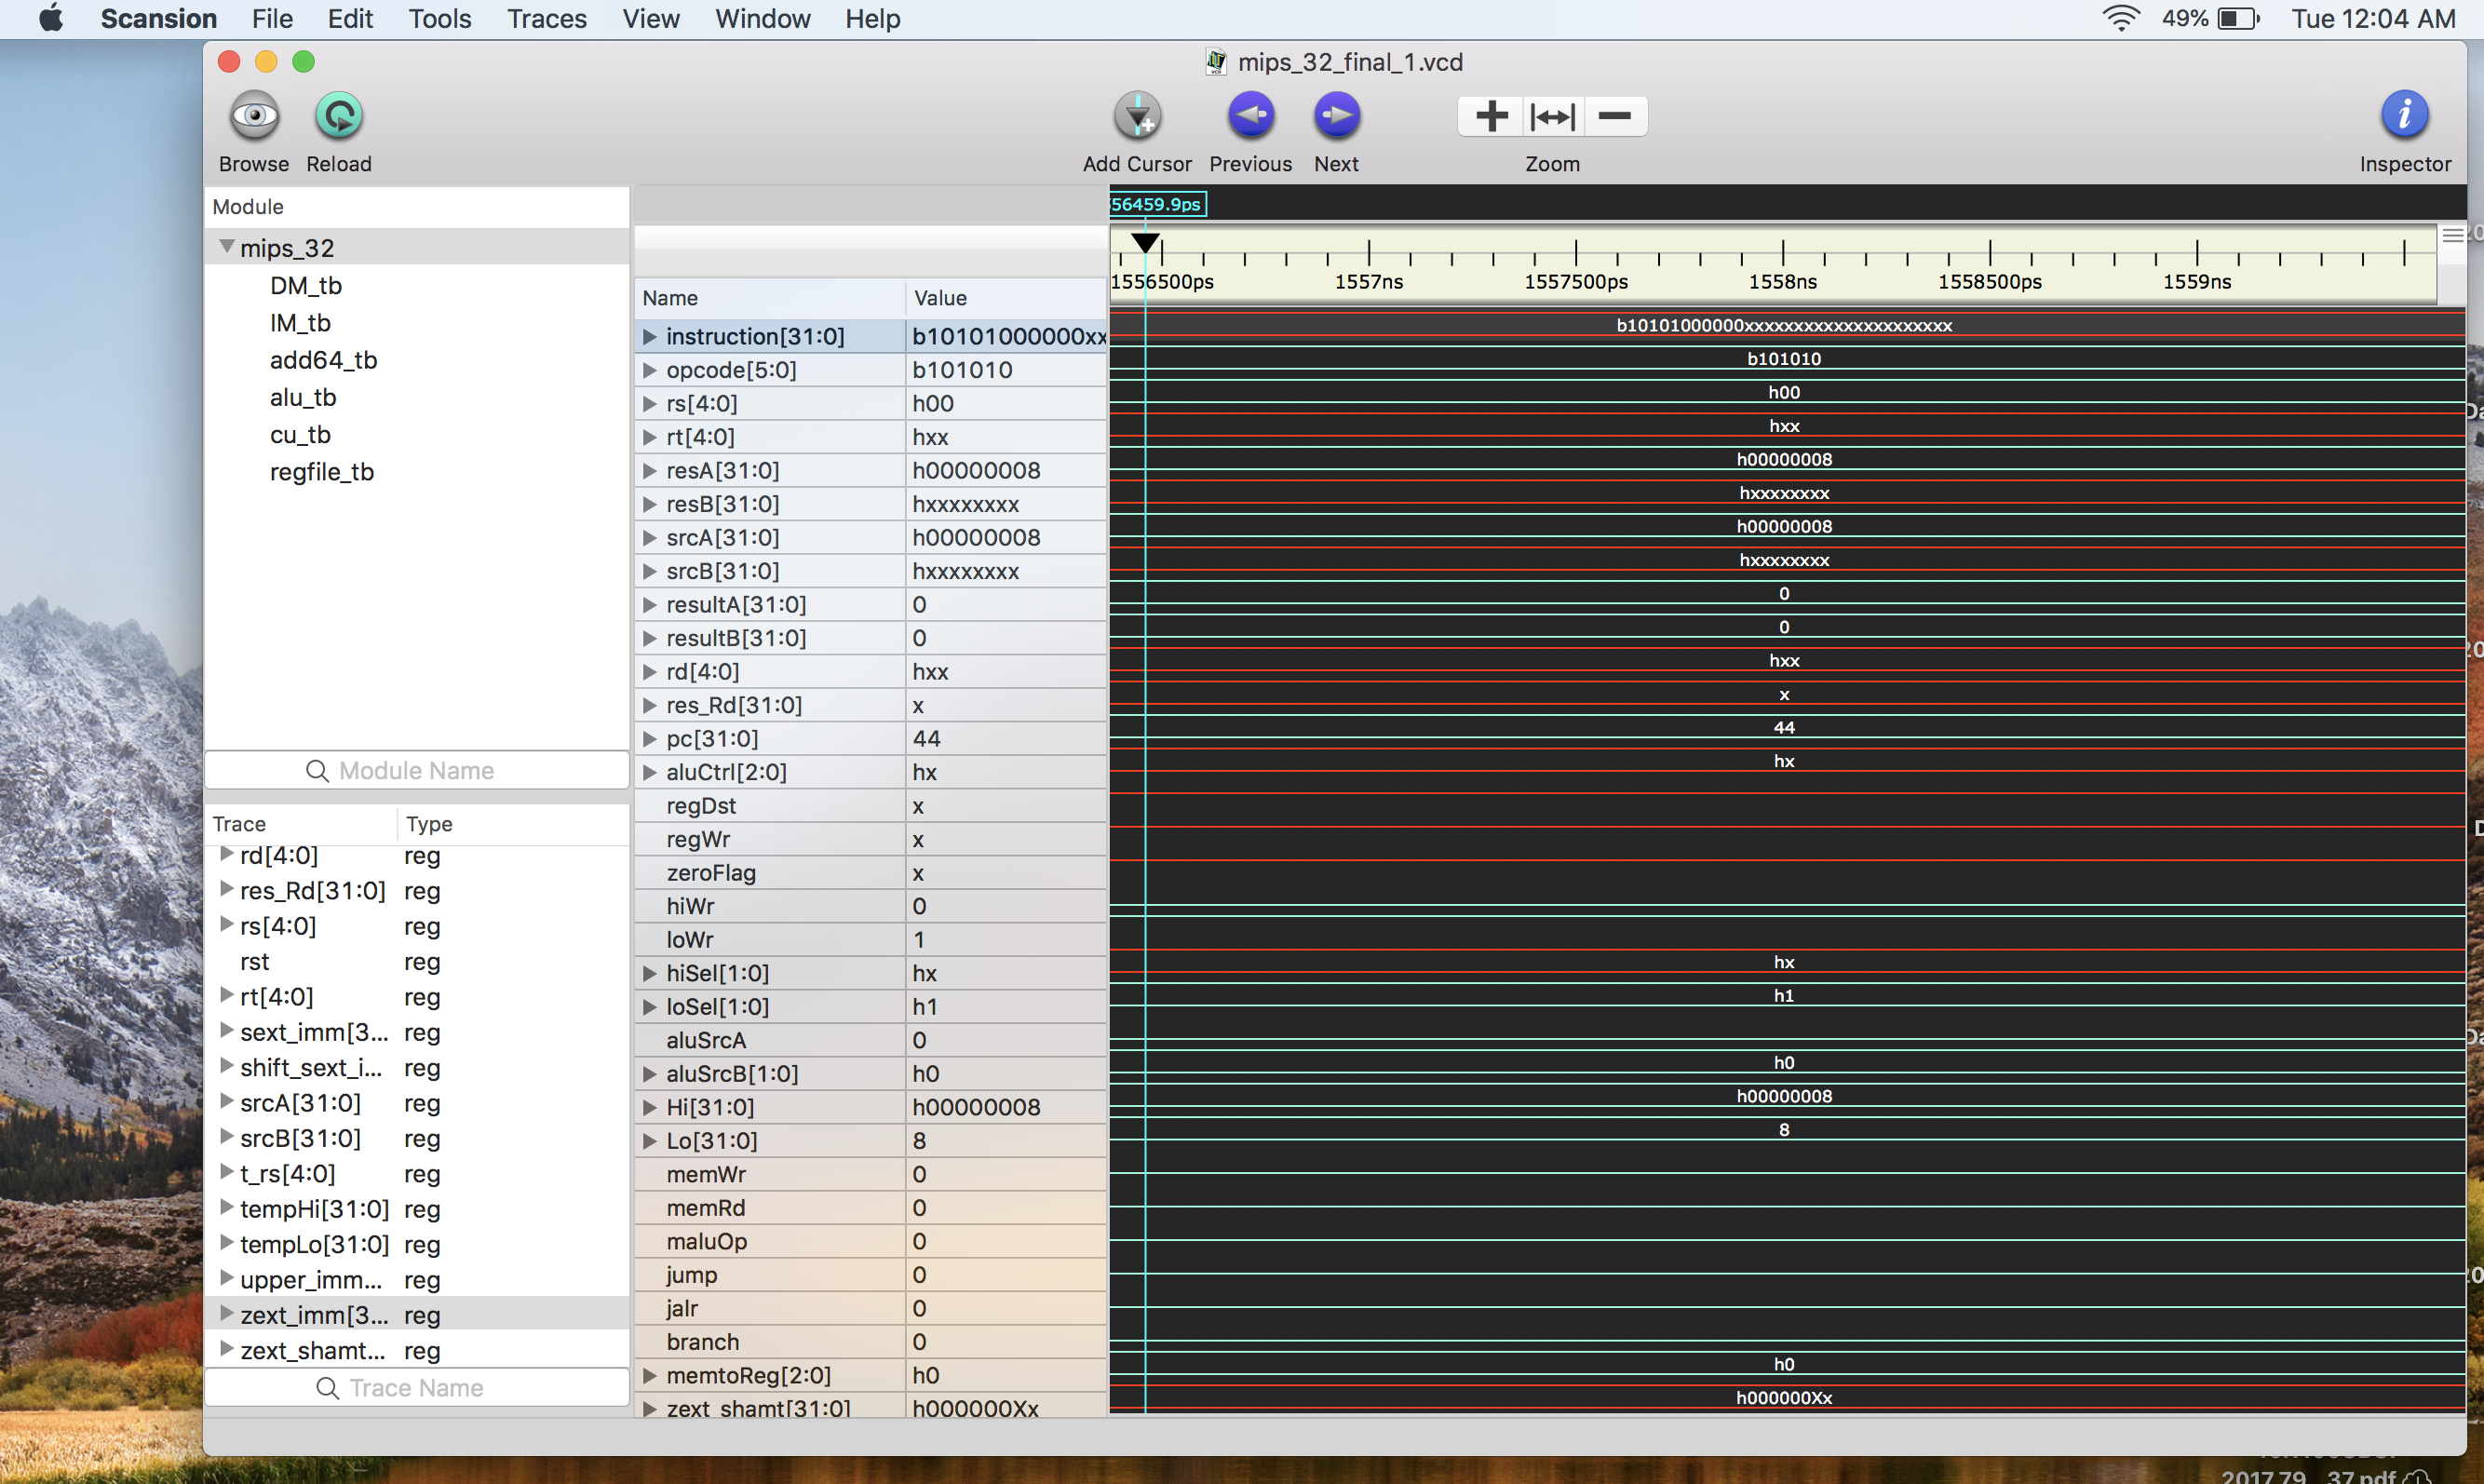 Scansion File Edit Tools Traces View Window Help 49% Tue 12:04 AM
mips_32_final_1.vcd
Browse Reload Add Cursor Previous Next Zoom Inspector
Module
mips_32
DM_tb
IM_tb
add64_tb
alu_tb
cu_tb
regfile_tb
Module Name
Trace Type
rd[4:0] reg
res_Rd[31:0] reg
rs[4:0] reg
rst reg
rt[4:0] reg
sext_imm[3... reg
shift_sext_i... reg
srcA[31:0] reg
srcB[31:0] reg
t_rs[4:0] reg
tempHi[31:0] reg
tempLo[31:0] reg
upper_imm... reg
zext_imm[3... reg
zext_shamt... reg
Trace Name
56459.9ps
1556500ps 1557ns 1557500ps 1558ns 1558500ps 1559ns
Name Value
instruction[31:0] b10101000000xx b10101000000xxxxxxxxxxxxxxxxxxxxx
opcode[5:0] b101010 b101010
rs[4:0] h00 h00
rt[4:0] hxx hxx
resA[31:0] h00000008 h00000008
resB[31:0] hxxxxxxxx hxxxxxxxx
srcA[31:0] h00000008 h00000008
srcB[31:0] hxxxxxxxx hxxxxxxxx
resultA[31:0] 0 0
resultB[31:0] 0 0
rd[4:0] hxx hxx
res_Rd[31:0] x x
pc[31:0] 44 44
aluCtrl[2:0] hx hx
regDst x
regWr x
zeroFlag x
hiWr 0
loWr 1
hiSel[1:0] hx hx
loSel[1:0] h1 h1
aluSrcA 0
aluSrcB[1:0] h0 h0
Hi[31:0] h00000008 h00000008
Lo[31:0] 8 8
memWr 0
memRd 0
maluOp 0
jump 0
jalr 0
branch 0
memtoReg[2:0] h0 h0
zext_shamt[31:0] h000000Xx h000000Xx
2017.79...37.pdf